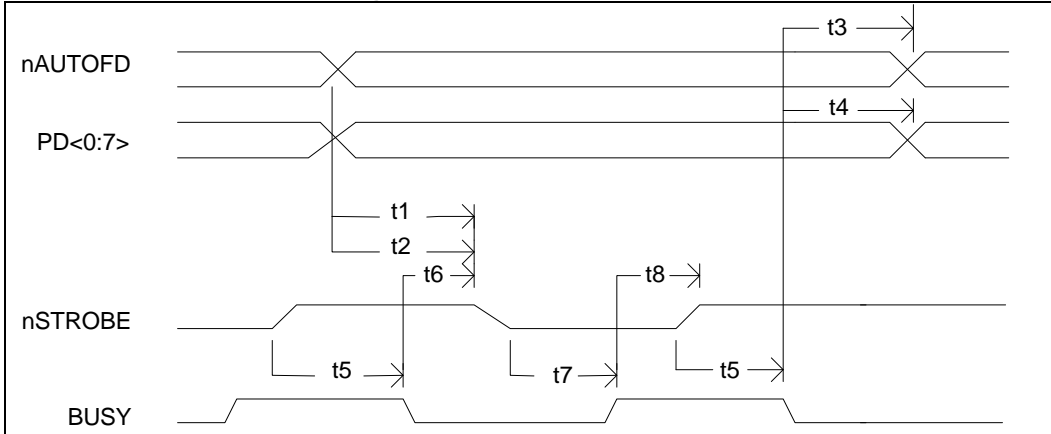 t3
nAUTOFD
t4
PD<0:7>
t1
t2
t6
t8
nSTROBE
t5
t7
t5
BUSY